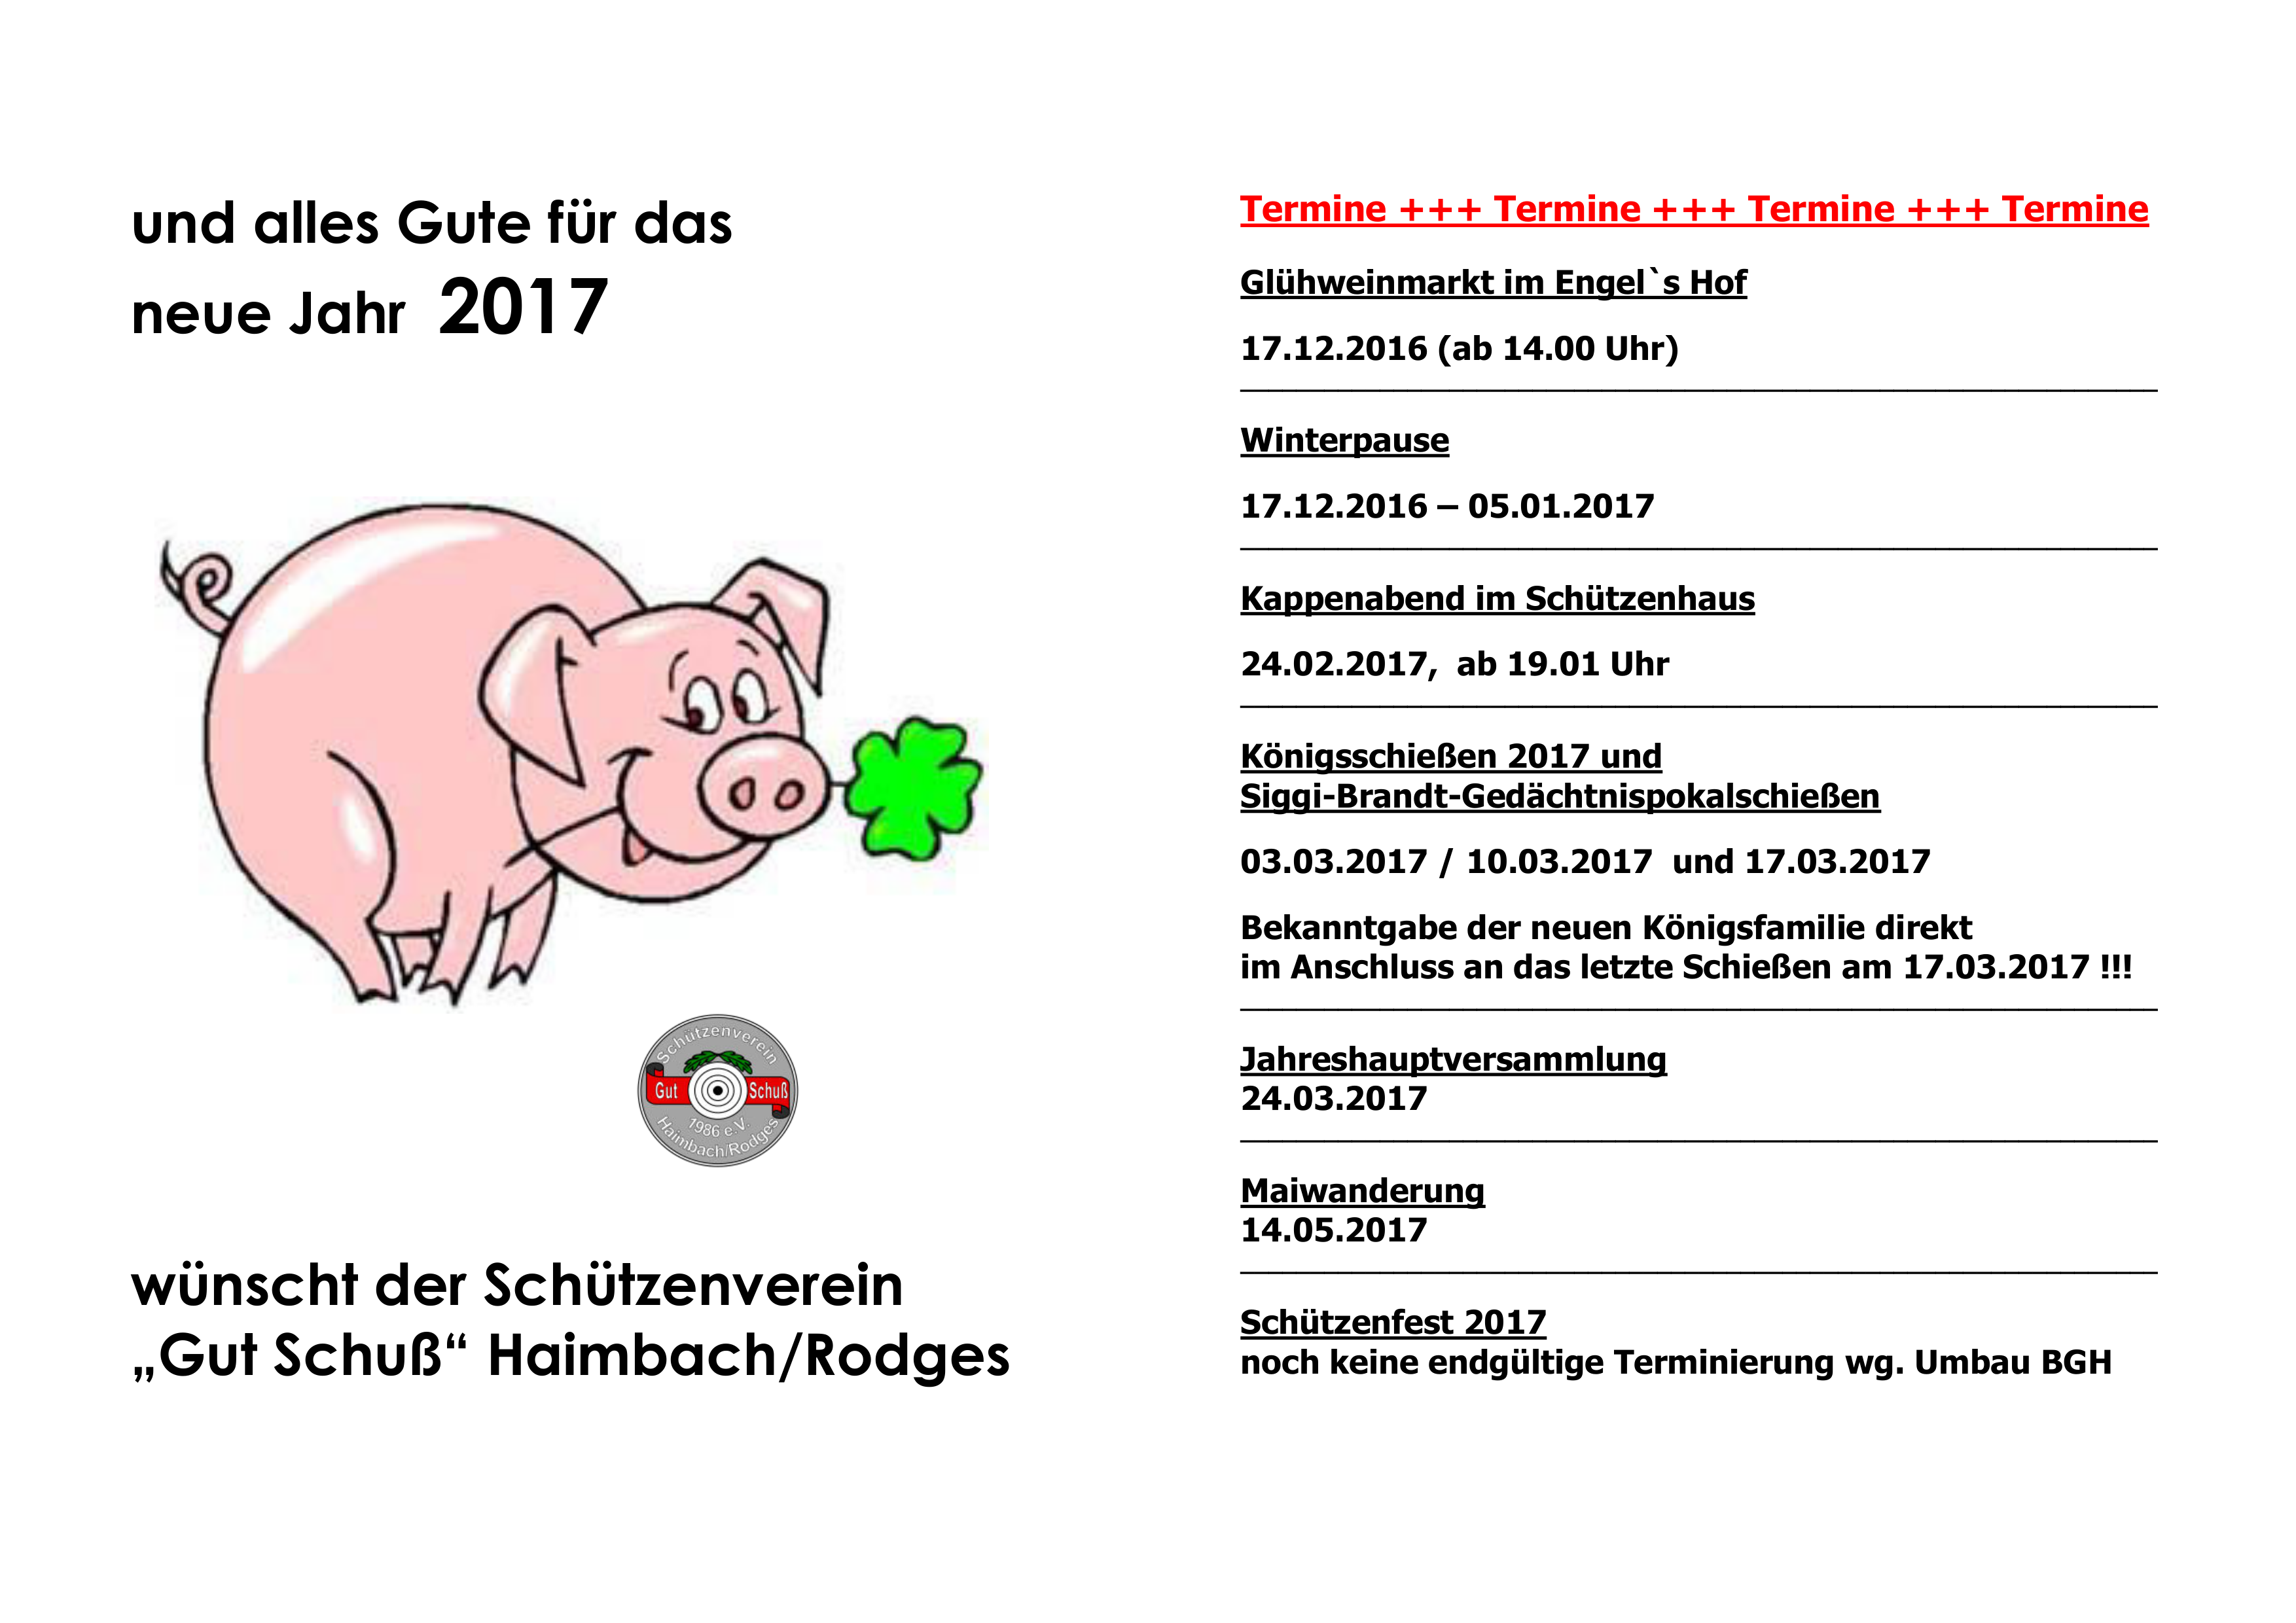 und alles Gute für das
neue Jahr 2017
Schützenverein
Gut Schuß
1986 e.V.
Haimbach/Rodges
wünscht der Schützenverein
„Gut Schuß“ Haimbach/Rodges
Termine +++ Termine +++ Termine +++ Termine
Glühweinmarkt im Engel`s Hof
17.12.2016 (ab 14.00 Uhr)
Winterpause
17.12.2016 – 05.01.2017
Kappenabend im Schützenhaus
24.02.2017, ab 19.01 Uhr
Königsschießen 2017 und
Siggi-Brandt-Gedächtnispokalschießen
03.03.2017 / 10.03.2017 und 17.03.2017
Bekanntgabe der neuen Königsfamilie direkt
im Anschluss an das letzte Schießen am 17.03.2017 !!!
Jahreshauptversammlung
24.03.2017
Maiwanderung
14.05.2017
Schützenfest 2017
noch keine endgültige Terminierung wg. Umbau BGH